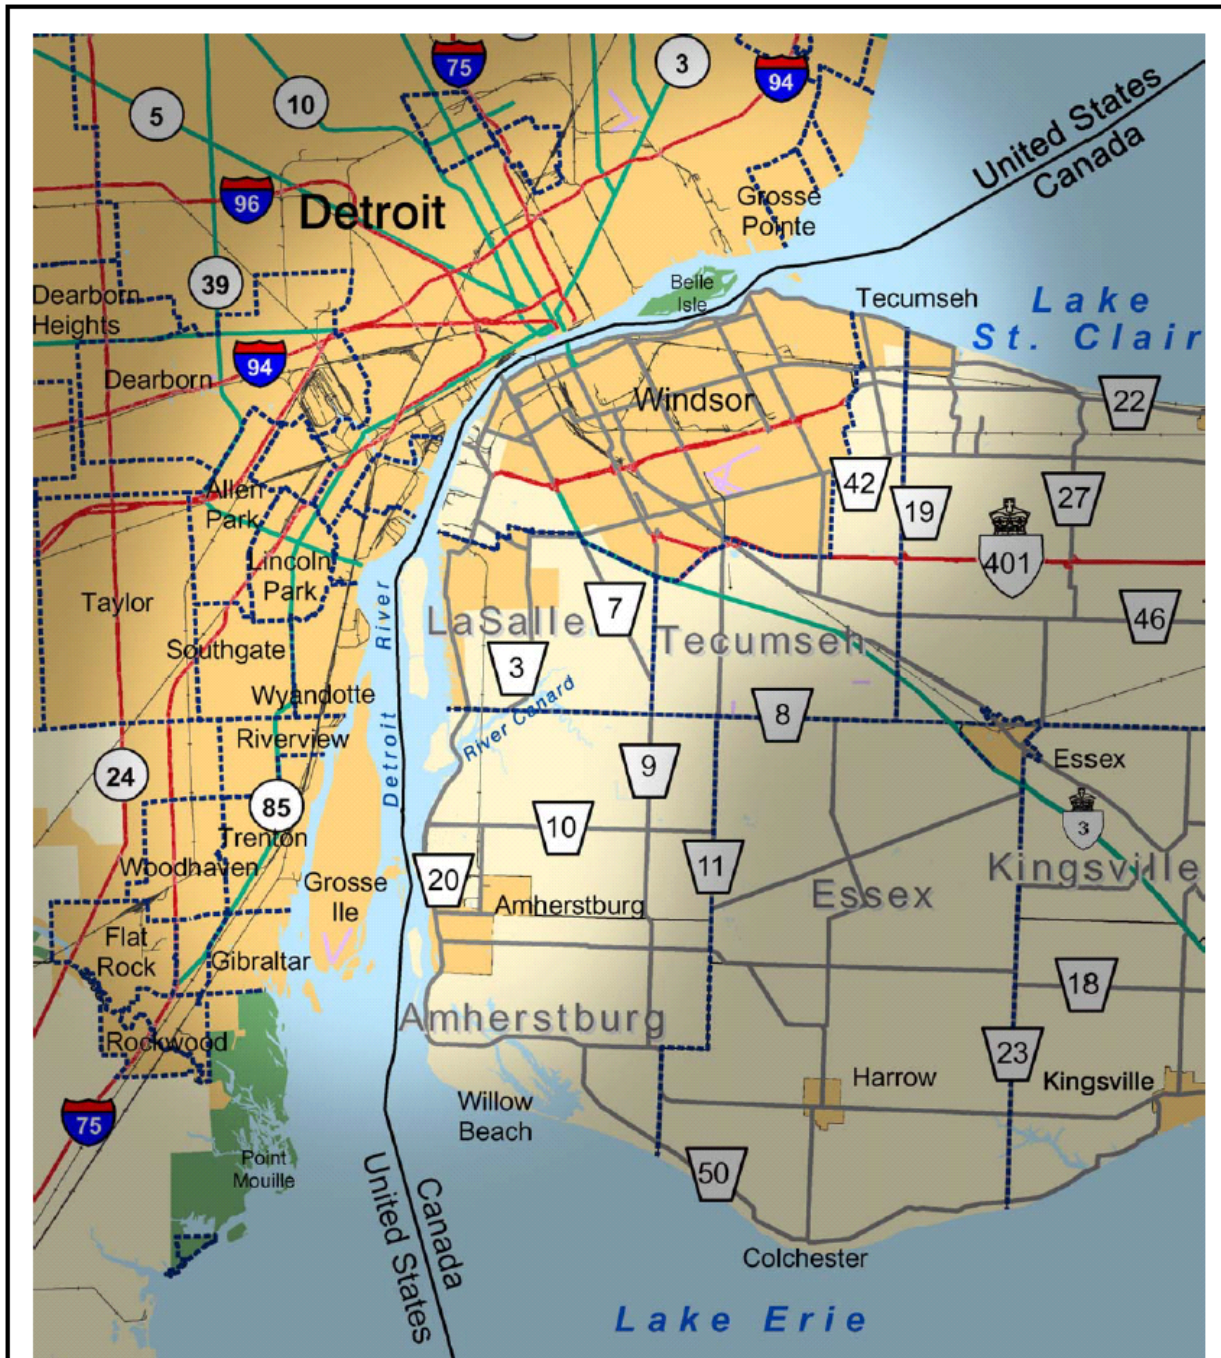 75
3
94
5
10
United States
Canada
96
Detroit
Grosse
Pointe
39
Belle
Isle
Tecumseh
Lake
St. Clair
Dearborn
Heights
94
Dearborn
Windsor
22
42
19
27
Allen
Park
401
Lincoln
Park
Taylor
River
LaSalle
7
Tecumseh
46
Southgate
3
Wyandotte
Riverview
Detroit
River Canard
8
9
Essex
24
85
10
3
Trenton
Woodhaven
20
11
Kingsville
Grosse
Ile
Amherstburg
Essex
Flat
Rock
Gibraltar
18
Amherstburg
Rockwood
23
Harrow
Kingsville
75
Willow
Beach
Point
Mouille
50
Canada
United States
Colchester
Lake Erie